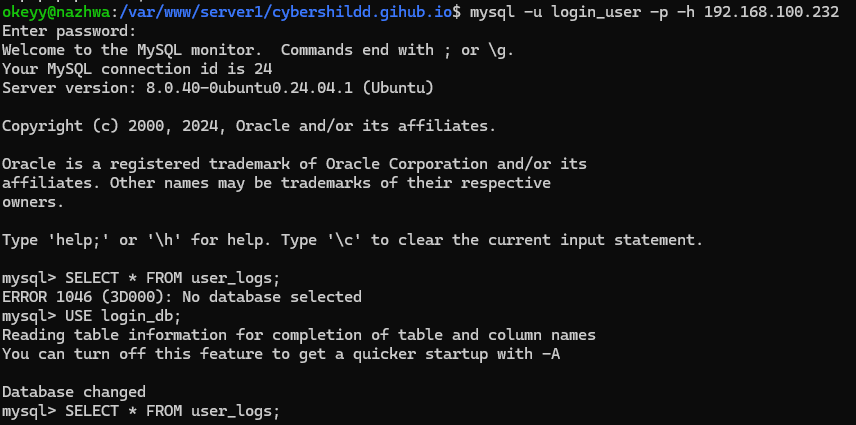 okeyy@nazhwa:/var/www/server1/cybershildd.gihub.io$ mysql -u login_user -p -h 192.168.100.232
Enter password:
Welcome to the MySQL monitor.  Commands end with ; or \g.
Your MySQL connection id is 24
Server version: 8.0.40-0ubuntu0.24.04.1 (Ubuntu)

Copyright (c) 2000, 2024, Oracle and/or its affiliates.

Oracle is a registered trademark of Oracle Corporation and/or its
affiliates. Other names may be trademarks of their respective
owners.

Type 'help;' or '\h' for help. Type '\c' to clear the current input statement.

mysql> SELECT * FROM user_logs;
ERROR 1046 (3D000): No database selected
mysql> USE login_db;
Reading table information for completion of table and column names
You can turn off this feature to get a quicker startup with -A

Database changed
mysql> SELECT * FROM user_logs;